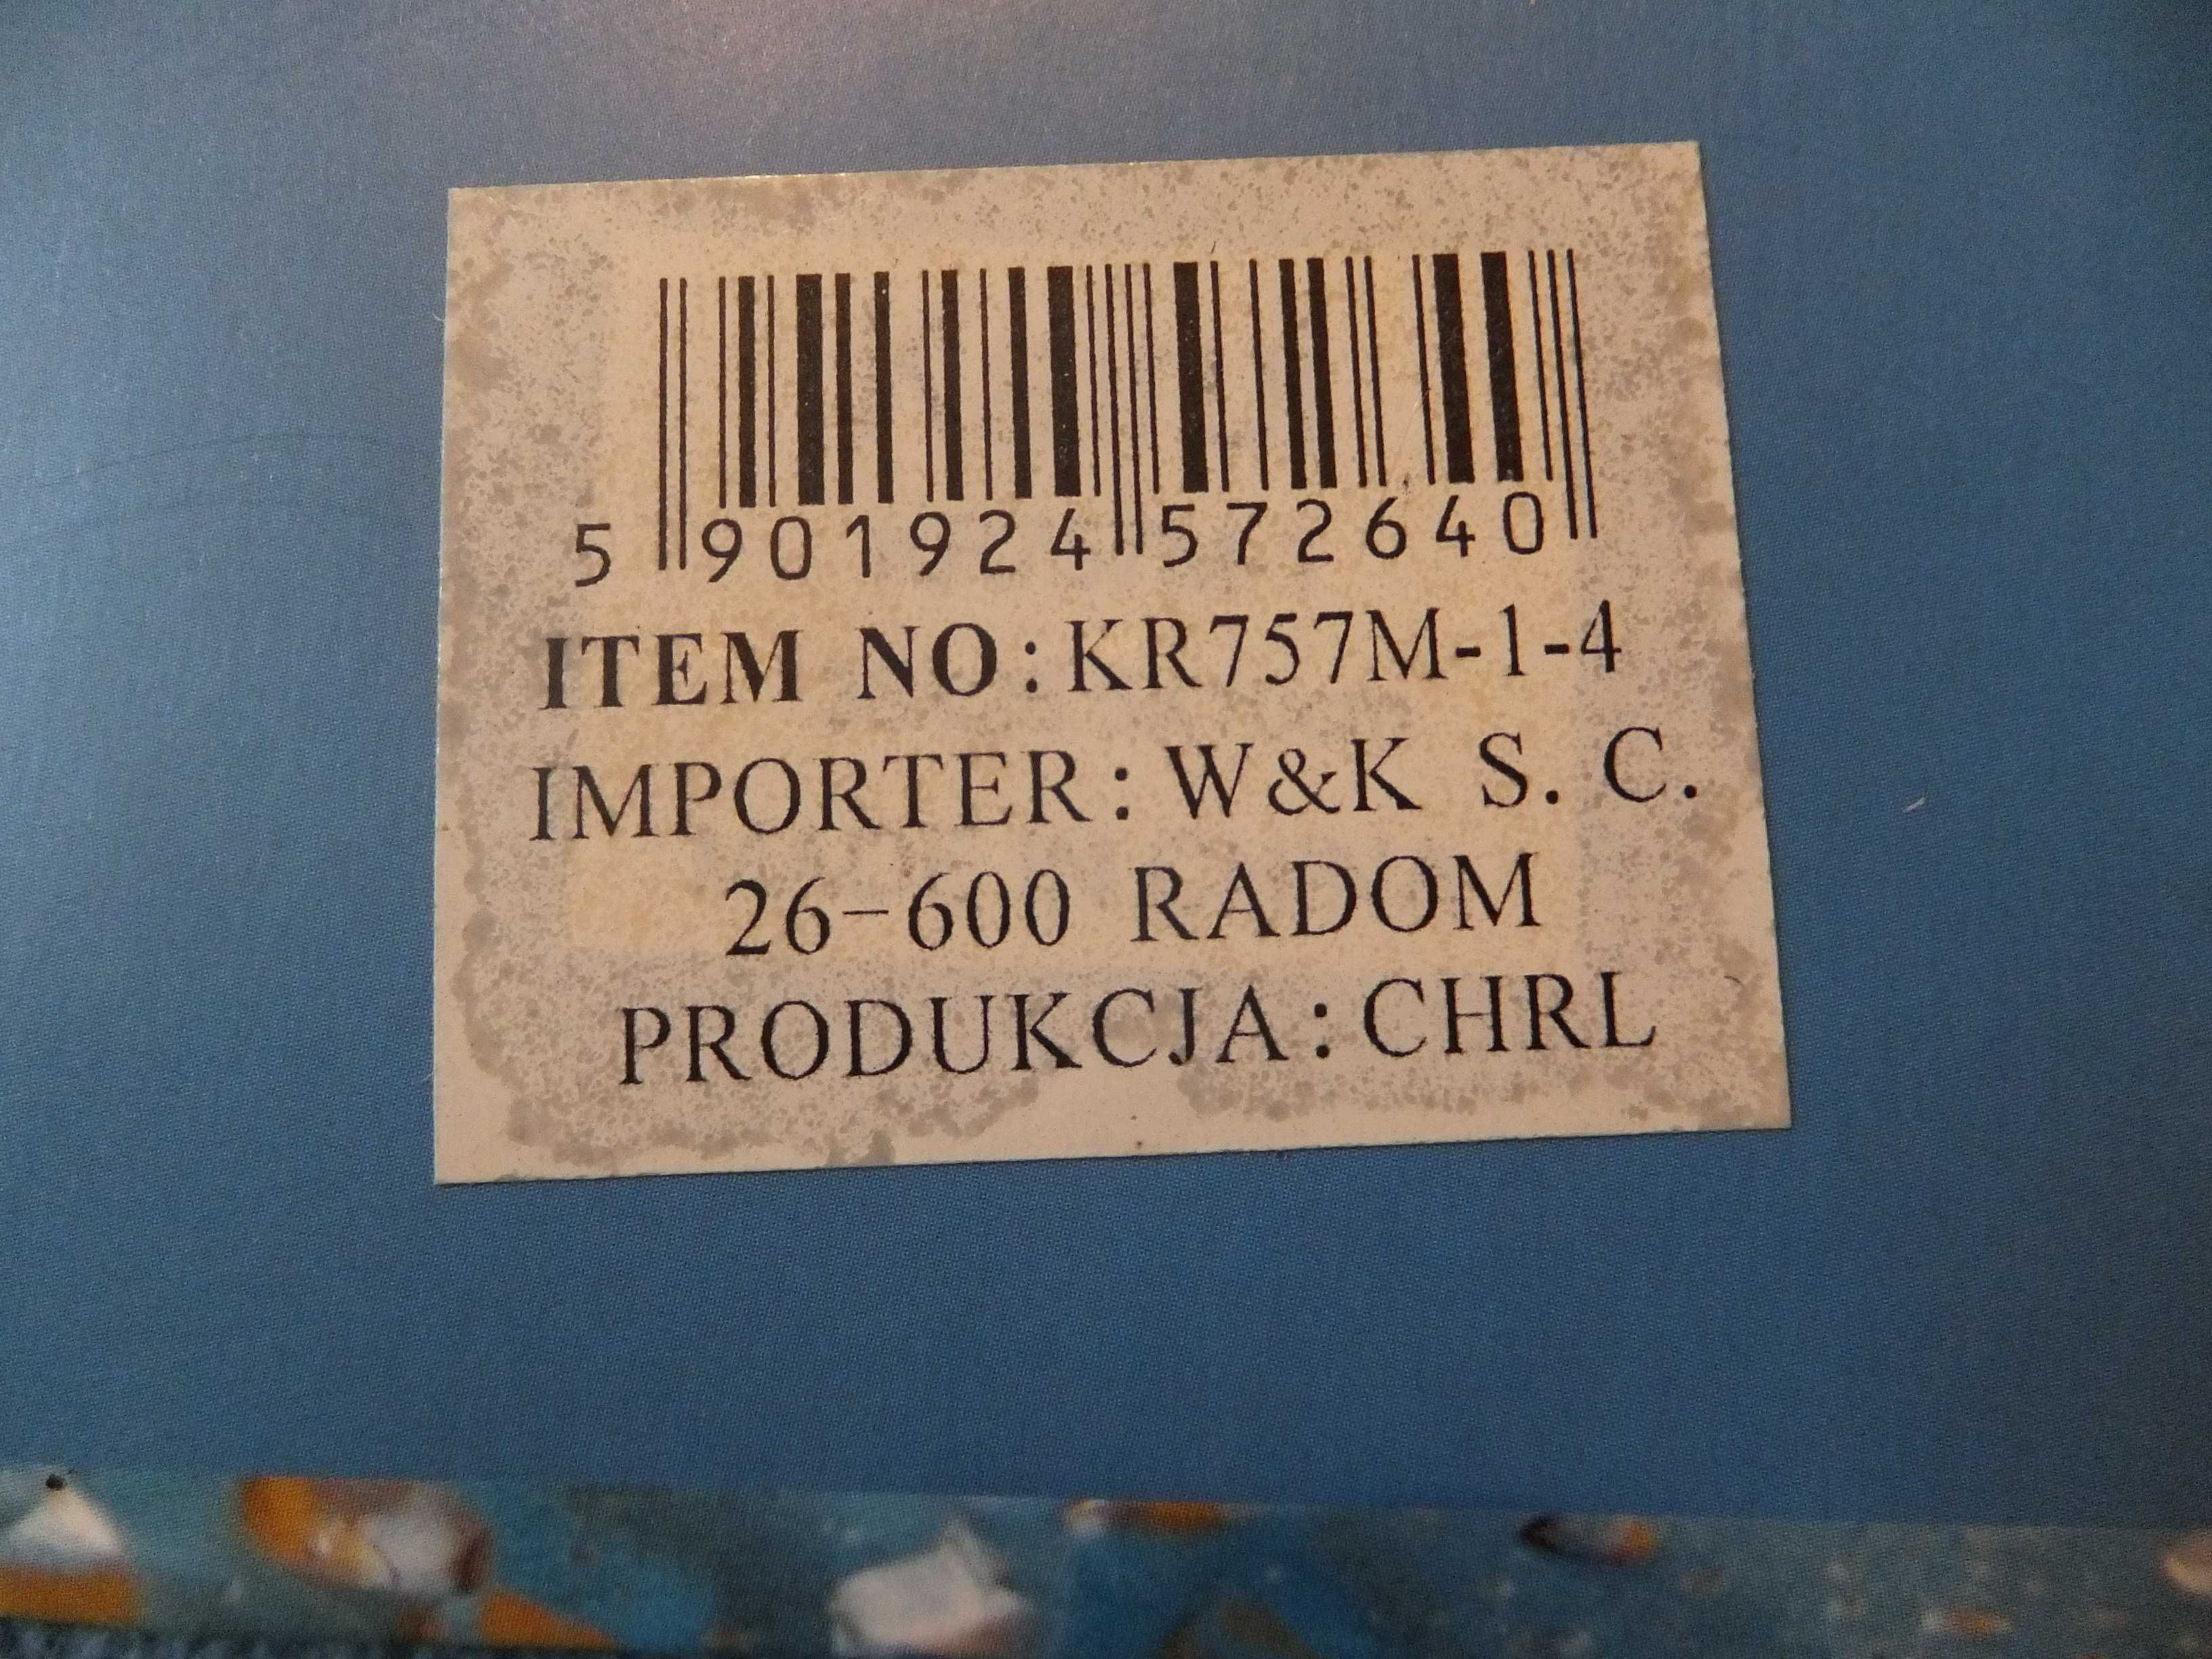 5 901924 572640
ITEM NO:KR757M-1-4
IMPORTER: W&K S. C.
26-600 RADOM
PRODUKCJA:CHRL